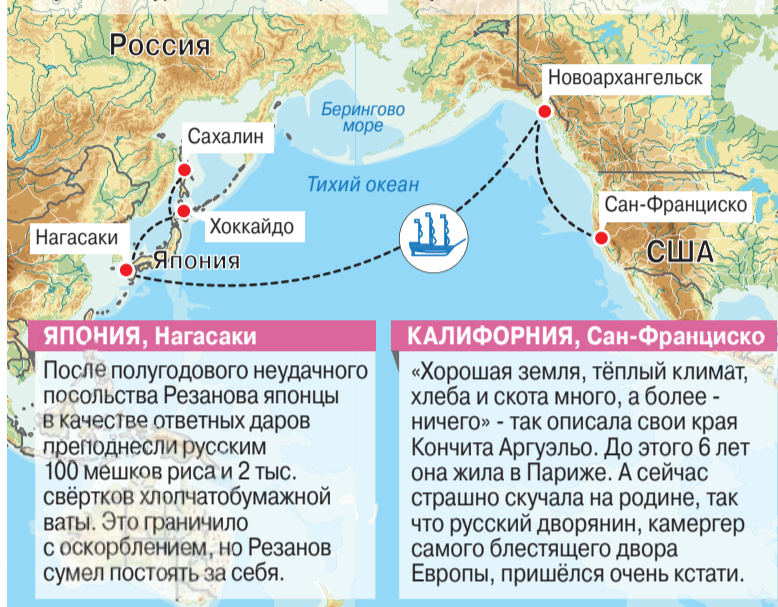 Россия
Новоархангельск
Берингово
море
Сахалин
Тихий океан
Сан-Франциско
Хоккайдо
Нагасаки
США
Япония
ЯПОНИЯ, Нагасаки
После полугодового неудачного
посольства Резанова японцы
в качестве ответных даров
преподнесли русским
100 мешков риса и 2 тыс.
свёртков хлопчатобумажной
ваты. Это граничило
с оскорблением, но Резанов
сумел постоять за себя.
КАЛИФОРНИЯ, Сан-Франциско
«Хорошая земля, тёплый климат,
хлеба и скота много, а более -
ничего» - так описала свои края
Кончита Аргуэльо. До этого 6 лет
она жила в Париже. А сейчас
страшно скучала на родине, так
что русский дворянин, камергер
самого блестящего двора
Европы, пришёлся очень кстати.